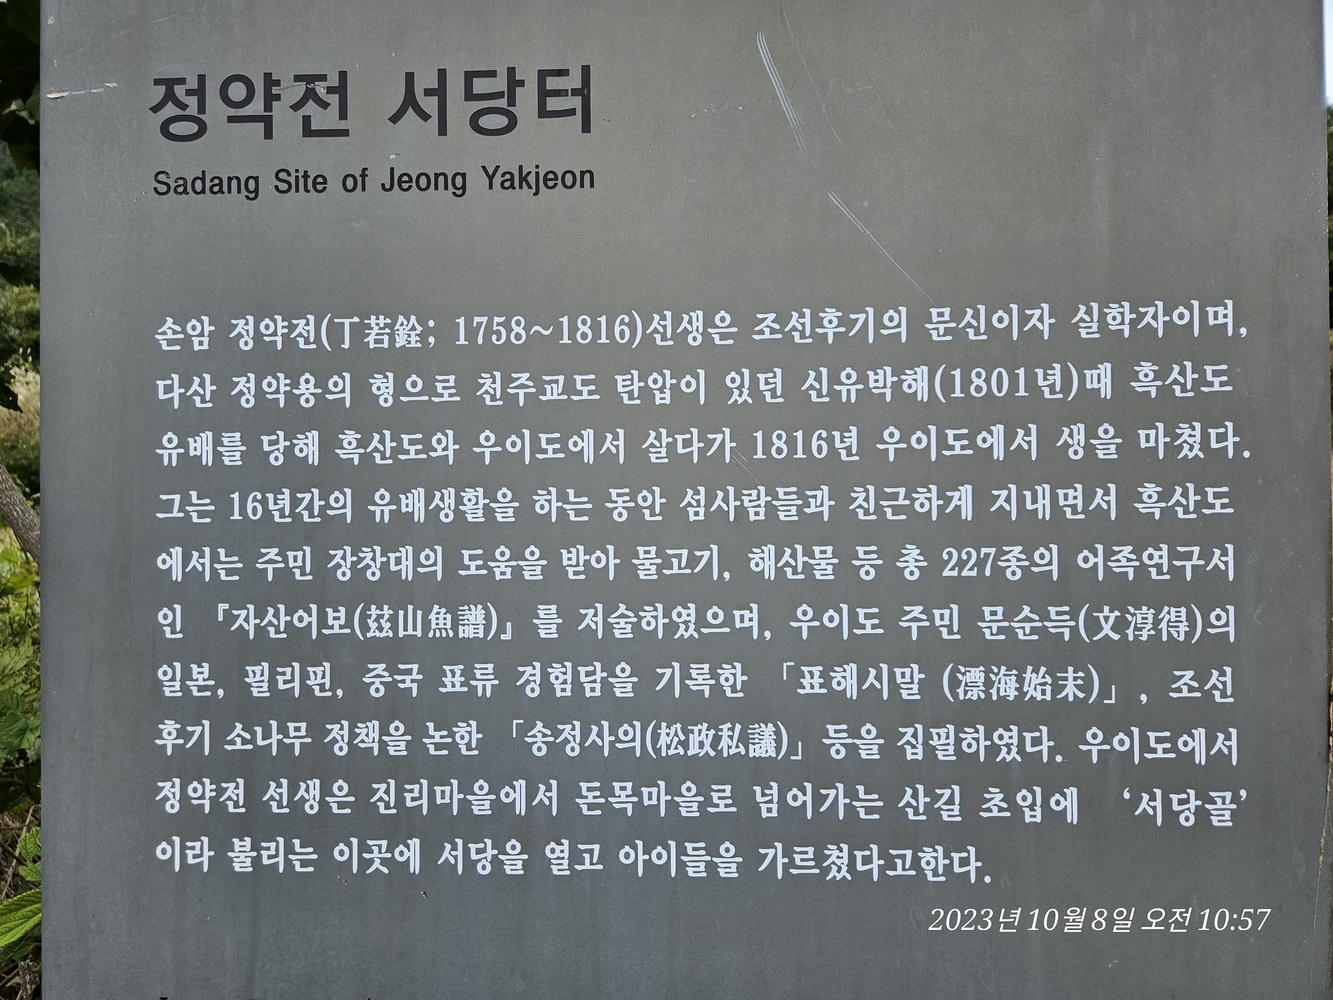 정약전 서당터
Sadang Site of Jeong Yakjeon
손암 정약전(丁若銓; 1758~1816)선생은 조선후기의 문신이자 실학자이며,
다산 정약용의 형으로 천주교도 탄압이 있던 신유박해(1801년)때 흑산도
유배를 당해 흑산도와 우이도에서 살다가 1816년 우이도에서 생을 마쳤다.
그는 16년간의 유배생활을 하는 동안 섬사람들과 친근하게 지내면서 흑산도
에서는 주민 장창대의 도움을 받아 물고기, 해산물 등 총 227종의 어족연구서
인 『자산어보(玆山魚譜)』를 저술하였으며, 우이도 주민 문순득(文淳得)의
일본, 필리핀, 중국 표류 경험담을 기록한 「표해시말 (漂海始末)」, 조선
후기 소나무 정책을 논한 「송정사의(松政私議)」등을 집필하였다. 우이도에서
정약전 선생은 진리마을에서 돈목마을로 넘어가는 산길 초입에 ‘서당골’
이라 불리는 이곳에 서당을 열고 아이들을 가르쳤다고한다.
2023년 10월 8일 오전 10:57